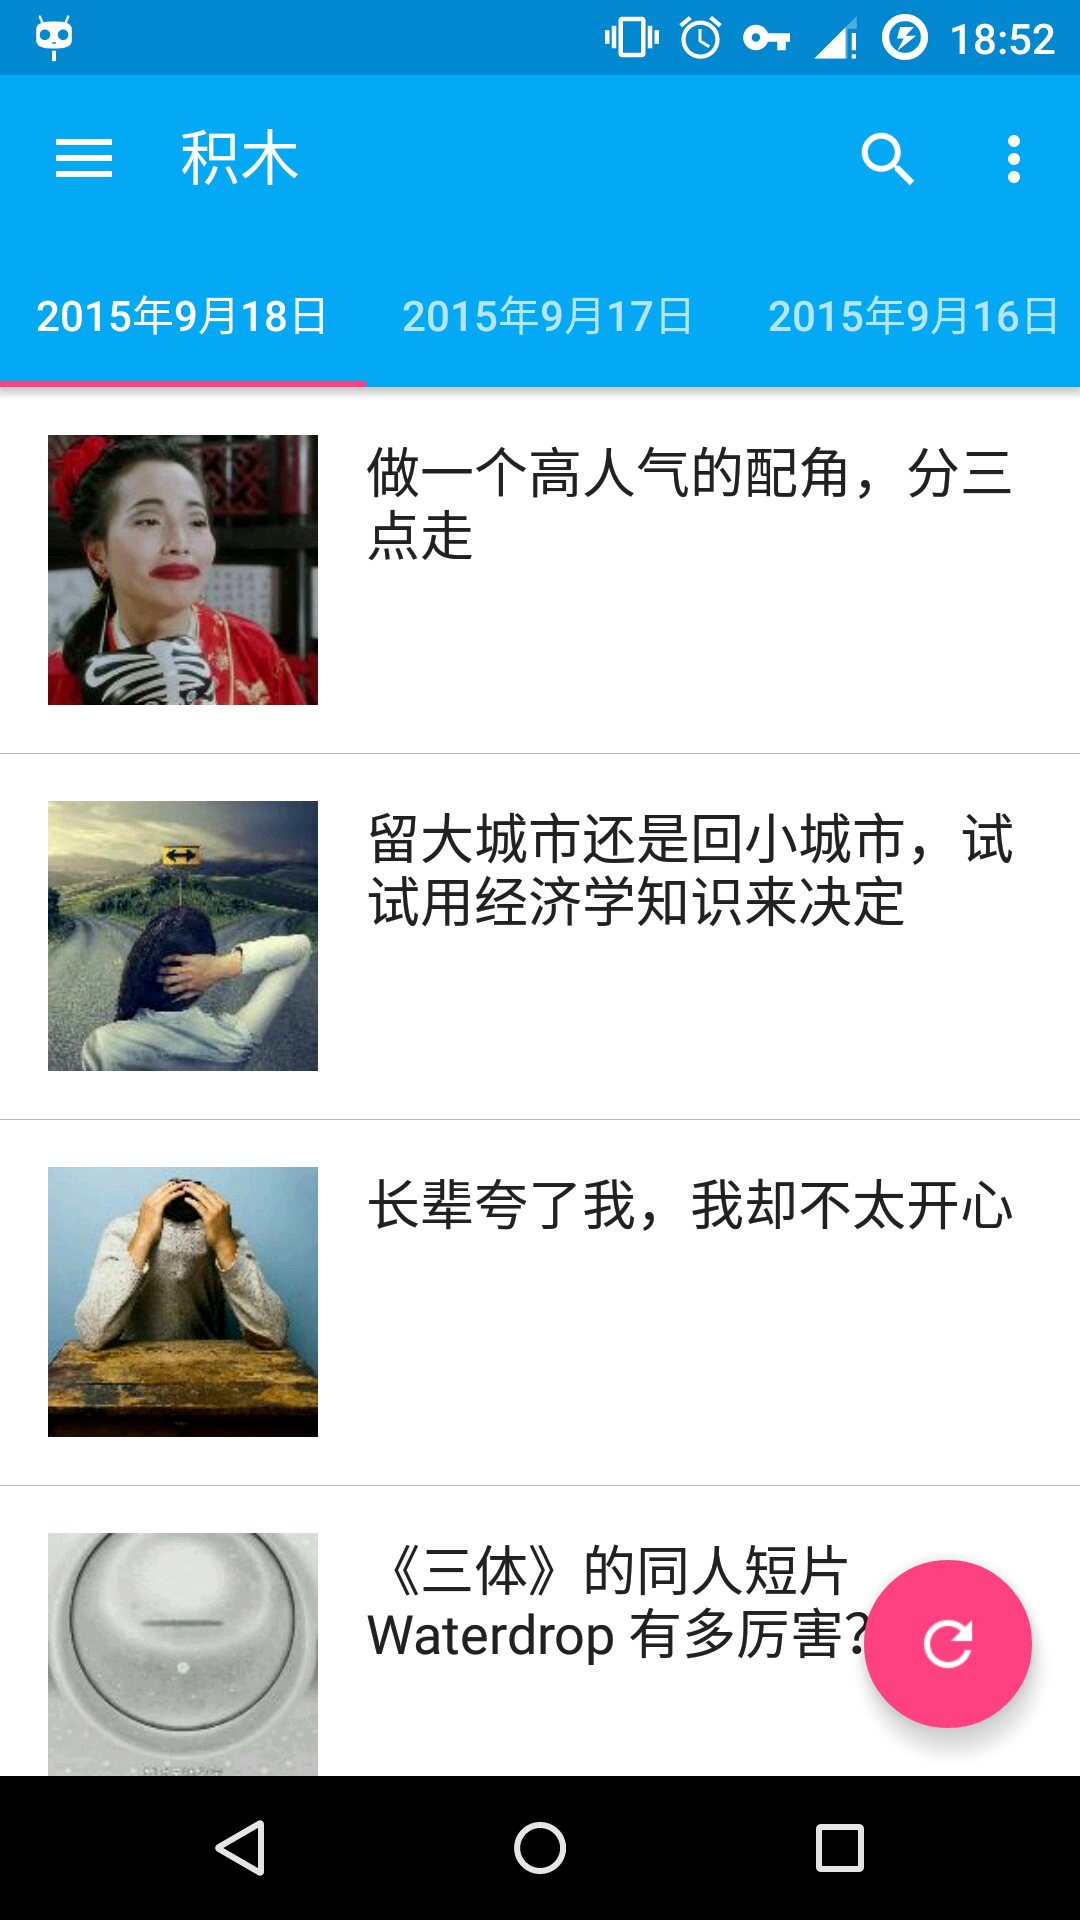 18:52
积木
2015年9月18日 2015年9月17日 2015年9月16日
做一个高人气的配角，分三
点走
留大城市还是回小城市，试
试用经济学知识来决定
长辈夸了我，我却不太开心
《三体》的同人短片
Waterdrop 有多厉害？